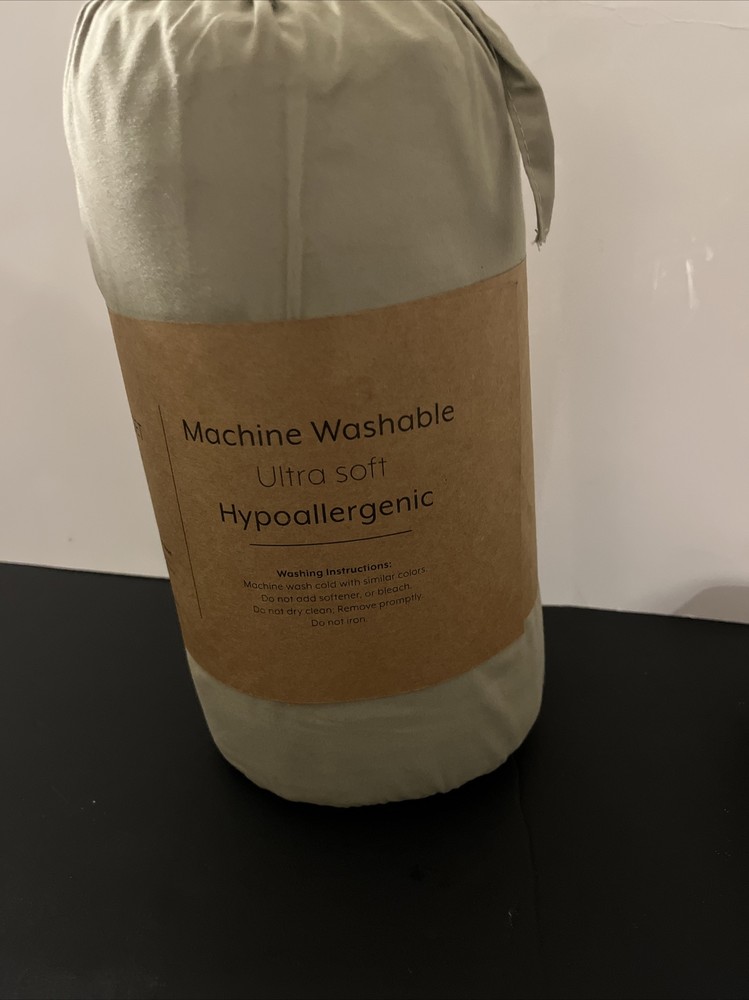 Machine Washable
Ultra soft
Hypoallergenic
Washing Instructions:
Machine wash cold with similar colors.
Do not add softener, or bleach.
Do not dry clean; Remove promptly.
Do not iron.